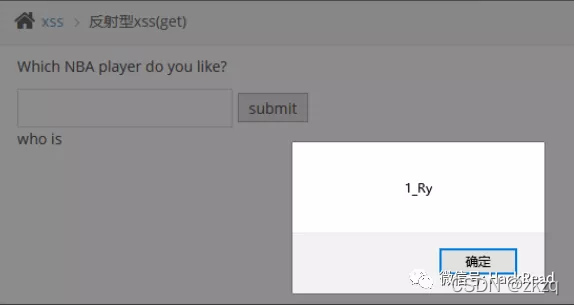 xss > 反射型xss(get)
Which NBA player do you like?
submit
who is
1_Ry
确定
微信号: HackRead
CSDN @zkzq